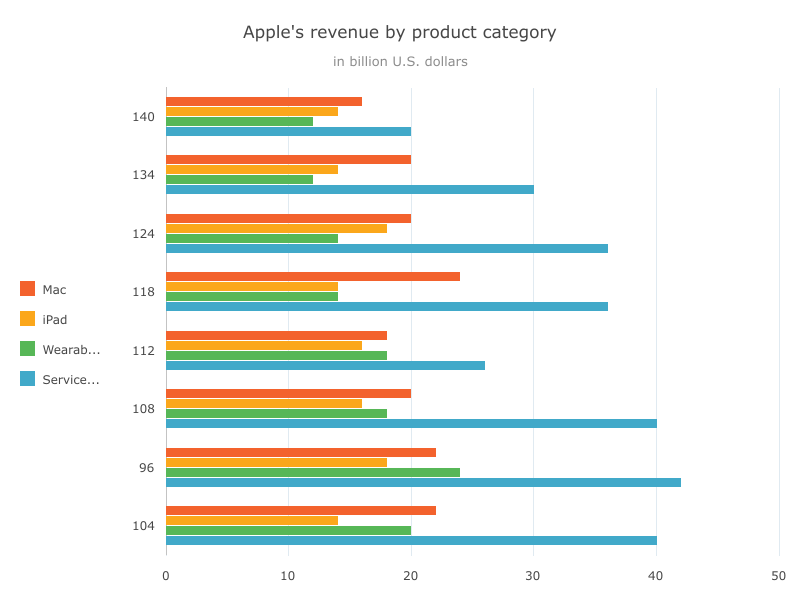 Apple's revenue by product category
in billion U.S. dollars
140
134
124
118
112
108
96
104
Mac
iPad
Wearab...
Service...
0 10 20 30 40 50